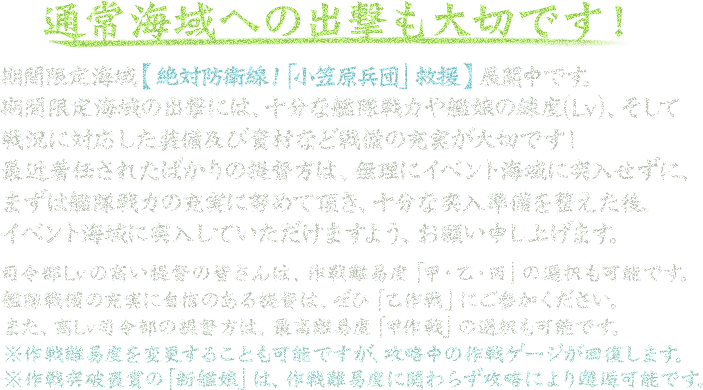 通常海域への出撃も大切です!
期間限定海域【絶対防衛線!「小笠原兵団」救援】展開中です。
期間限定海域の出撃には、十分な艦隊戦力や艦娘の練度(Lv)、そして
戦況に対応した装備及び資材など戦備の充実が大切です!
最近着任されたばかりの提督方は、無理にイベント海域に突入せずに、
まずは艦隊戦力の充実に努めて頂き、十分な突入準備を整えた後、
イベント海域に突入していただけますよう、お願い申し上げます。
司令部Lvの高い提督の皆さんは、作戦難易度「甲・乙・丙」の選択も可能です。
艦隊戦備の充実に自信のある提督は、ぜひ「乙作戦」にご参加ください。
また、高Lv司令部の提督方は、最高難易度「甲作戦」の選択も可能です。
※作戦難易度を変更することも可能ですが、攻略中の作戦ゲージが回復します。
※作戦突破褒賞の「新艦娘」は、作戦難易度に関わらず攻略により邂逅可能です。